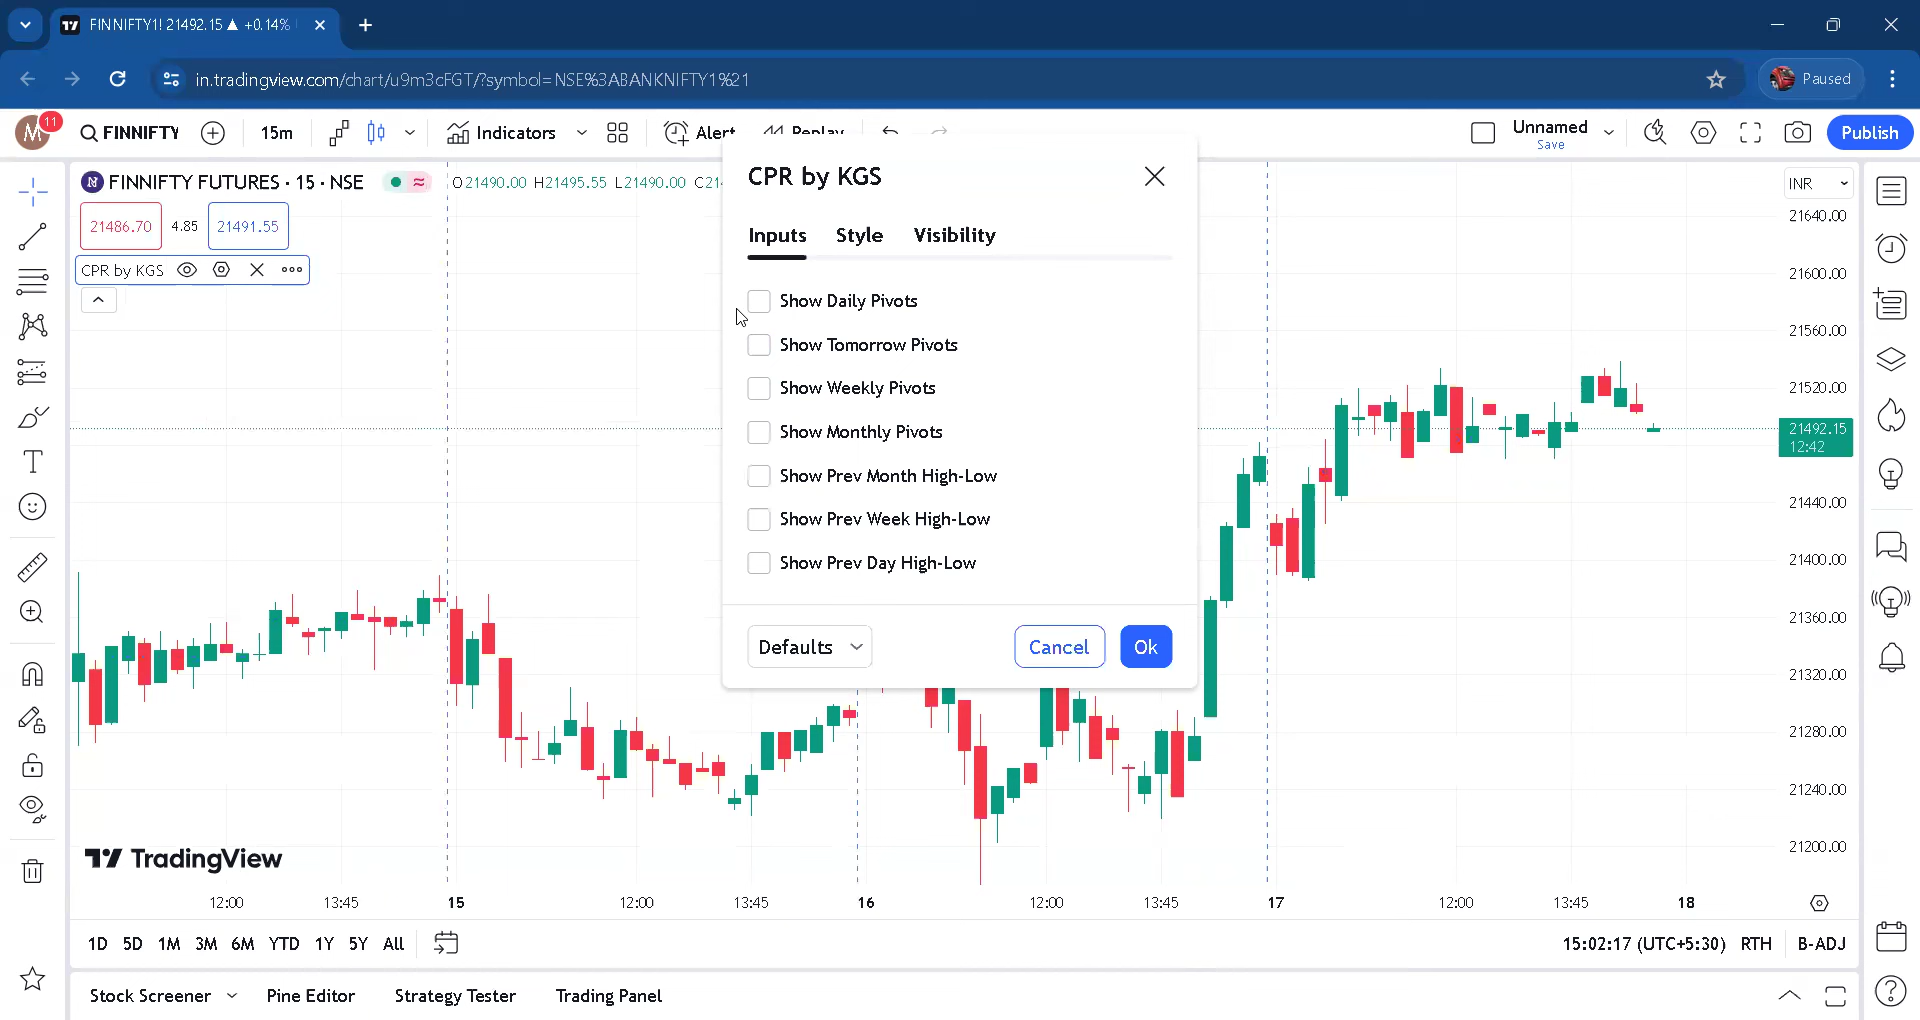 FINNIFTY1! 21492.15 ▲ +0.14%
in.tradingview.com/chart/u9m3cFGT/?symbol=NSE%3ABANKNIFTY1%21
Paused
M
11
FINNIFTY
15m
Indicators
Alert
Replay
Unnamed
Save
Publish
FINNIFTY FUTURES · 15 · NSE
O21490.00 H21495.55 L21490.00 C21
INR
21486.70
4.85
21491.55
CPR by KGS
CPR by KGS
Inputs
Style
Visibility
Show Daily Pivots
Show Tomorrow Pivots
Show Weekly Pivots
Show Monthly Pivots
Show Prev Month High-Low
Show Prev Week High-Low
Show Prev Day High-Low
Defaults
Cancel
Ok
21640.00
21600.00
21560.00
21520.00
21492.15
12:42
21440.00
21400.00
21360.00
21320.00
21280.00
21240.00
21200.00
TradingView
12:00 13:45 15 12:00 13:45 16 12:00 13:45 17 12:00 13:45 18
1D 5D 1M 3M 6M YTD 1Y 5Y All
15:02:17 (UTC+5:30) RTH B-ADJ
Stock Screener Pine Editor Strategy Tester Trading Panel